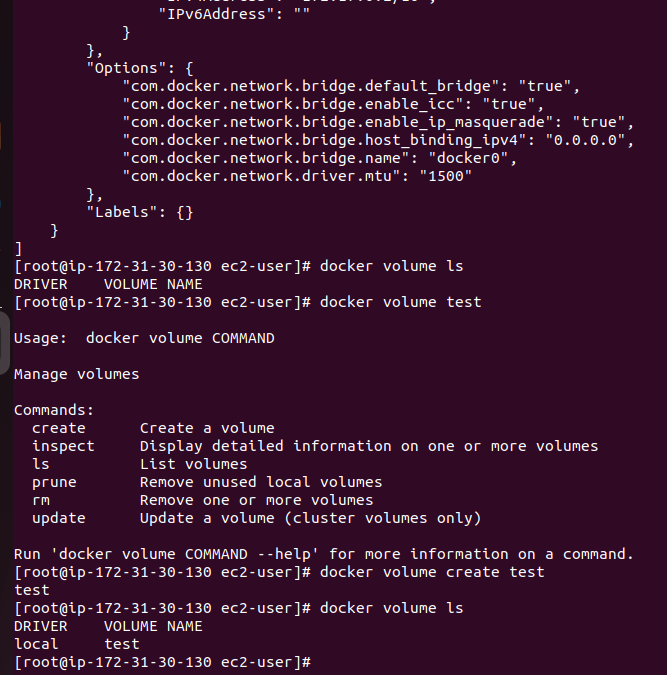 "IPv6Address": ""
}
},
"Options": {
"com.docker.network.bridge.default_bridge": "true",
"com.docker.network.bridge.enable_icc": "true",
"com.docker.network.bridge.enable_ip_masquerade": "true",
"com.docker.network.bridge.host_binding_ipv4": "0.0.0.0",
"com.docker.network.bridge.name": "docker0",
"com.docker.network.driver.mtu": "1500"
},
"Labels": {}
}
]
[root@ip-172-31-30-130 ec2-user]# docker volume ls
DRIVER    VOLUME NAME
[root@ip-172-31-30-130 ec2-user]# docker volume test
Usage:  docker volume COMMAND
Manage volumes
Commands:
create      Create a volume
inspect     Display detailed information on one or more volumes
ls          List volumes
prune       Remove unused local volumes
rm          Remove one or more volumes
update      Update a volume (cluster volumes only)
Run 'docker volume COMMAND --help' for more information on a command.
[root@ip-172-31-30-130 ec2-user]# docker volume create test
test
[root@ip-172-31-30-130 ec2-user]# docker volume ls
DRIVER    VOLUME NAME
local     test
[root@ip-172-31-30-130 ec2-user]#